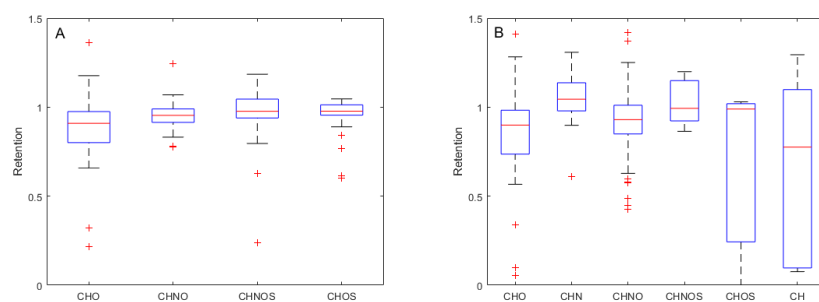 A
1.5
1
0.5
0
Retention
CHO CHNO CHNOS CHOS
B
1.5
1
0.5
0
Retention
CHO CHN CHNO CHNOS CHOS CH